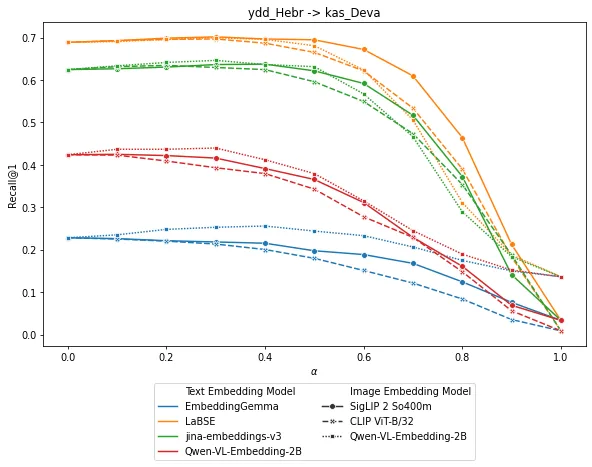 ydd_Hebr -> kas_Deva
Recall@1
0.7
0.6
0.5
0.4
0.3
0.2
0.1
0.0
0.0 0.2 0.4 0.6 0.8 1.0
α
Text Embedding Model
EmbeddingGemma
LaBSE
jina-embeddings-v3
Qwen-VL-Embedding-2B
Image Embedding Model
SigLIP 2 So400m
CLIP ViT-B/32
Qwen-VL-Embedding-2B